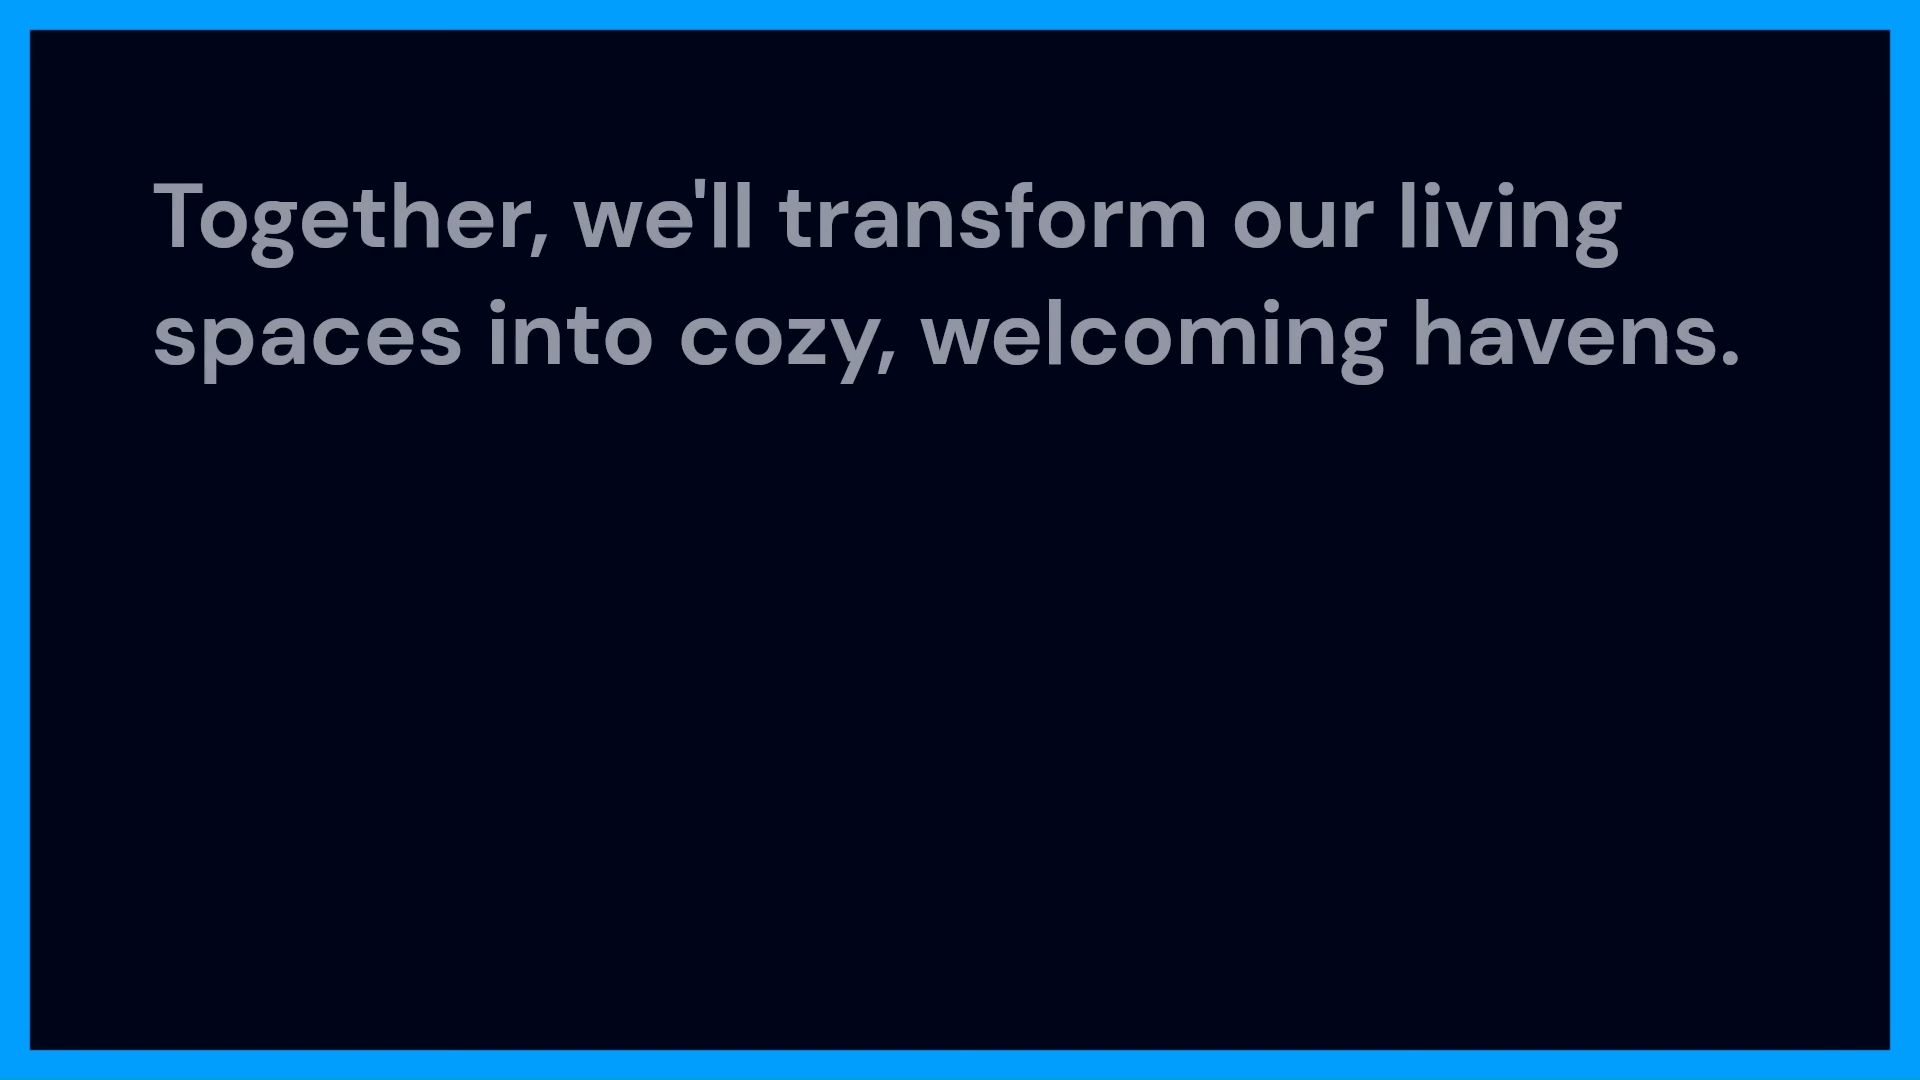 Together, we'll transform our living
spaces into cozy, welcoming havens.